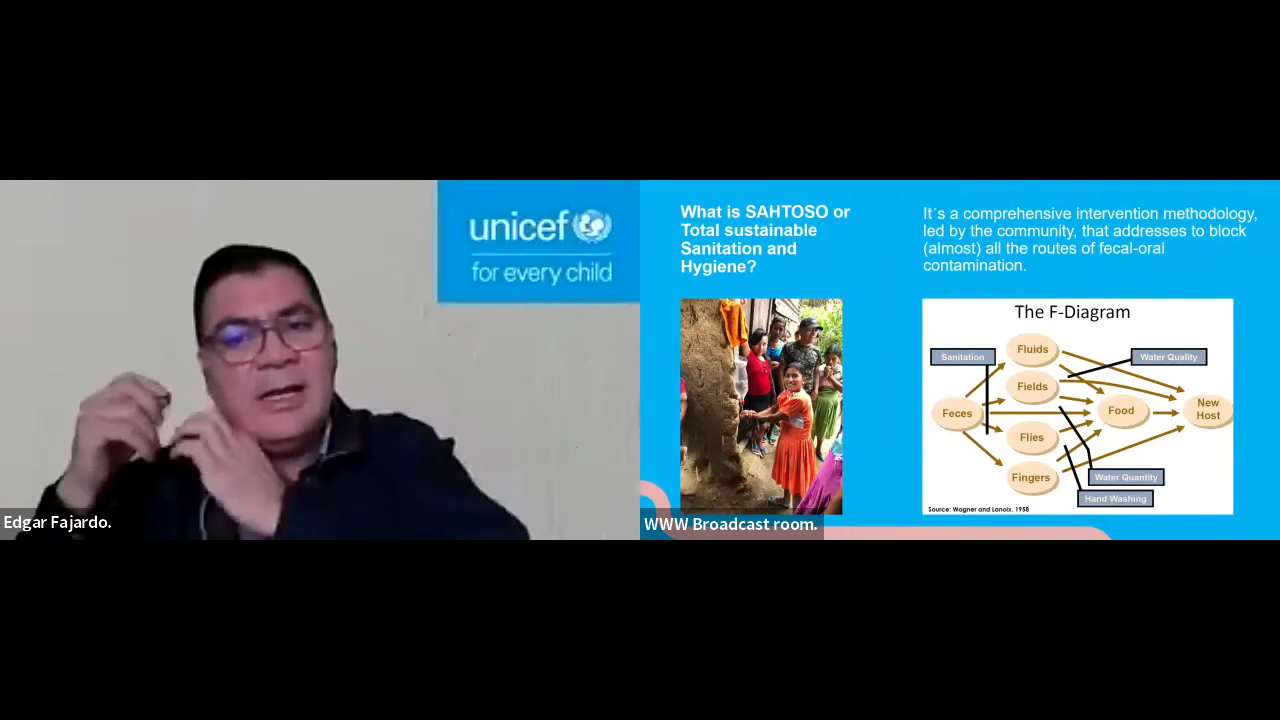 unicef
for every child
Edgar Fajardo.
What is SAHTOSO or
Total sustainable
Sanitation and
Hygiene?
It´s a comprehensive intervention methodology,
led by the community, that addresses to block
(almost) all the routes of fecal-oral
contamination.
The F-Diagram
Sanitation
Fluids
Water Quality
Fields
Feces
Food
New
Host
Flies
Fingers
Water Quantity
Hand Washing
Source: Wagner and Lanoix, 1958
WWW Broadcast room.